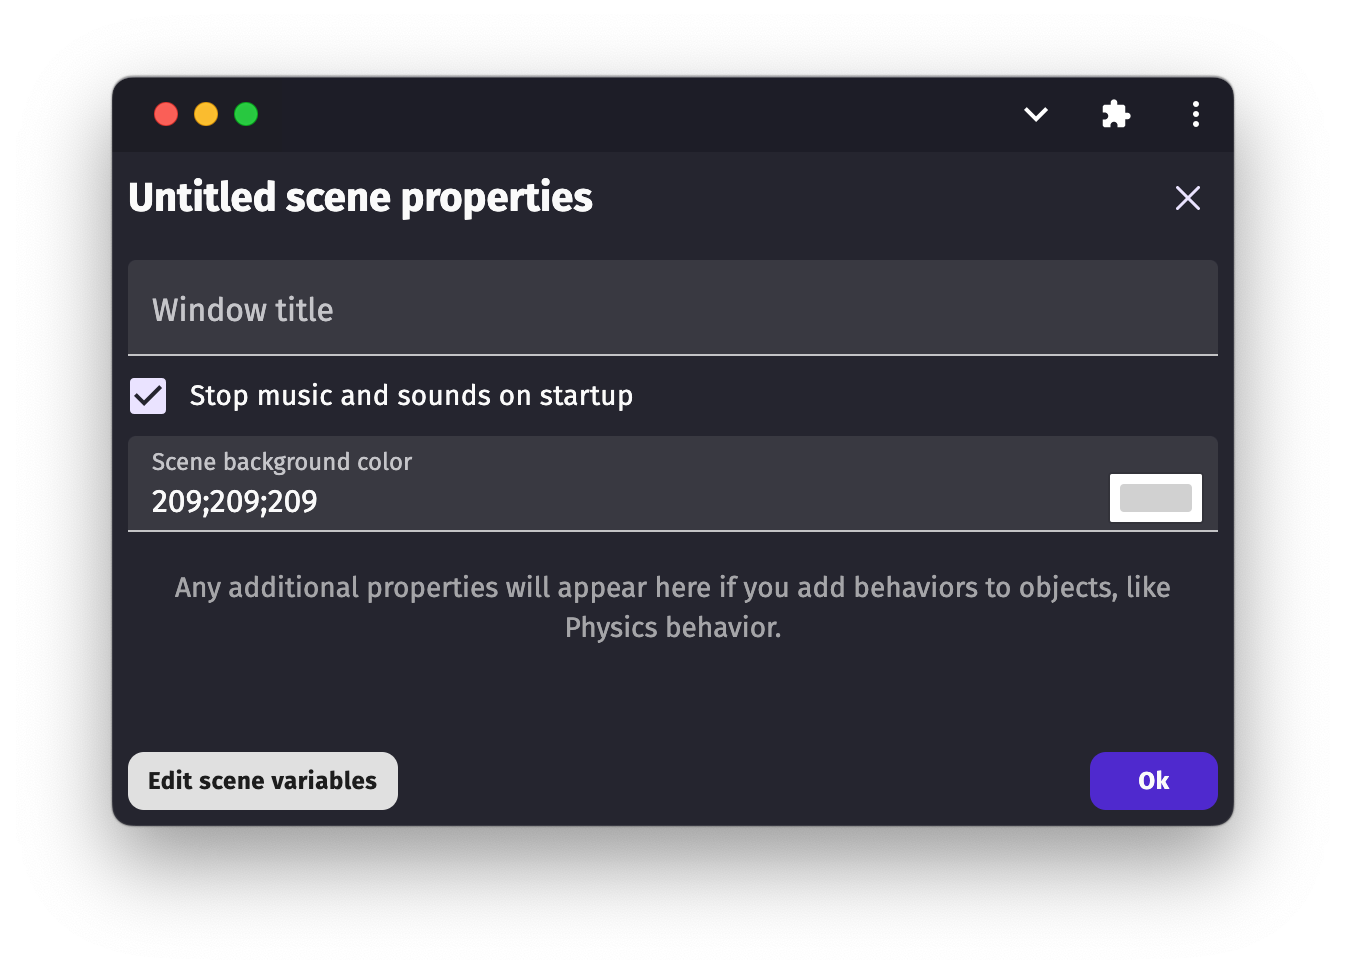 Untitled scene properties
Window title
Stop music and sounds on startup
Scene background color
209;209;209
Any additional properties will appear here if you add behaviors to objects, like
Physics behavior.
Edit scene variables
Ok